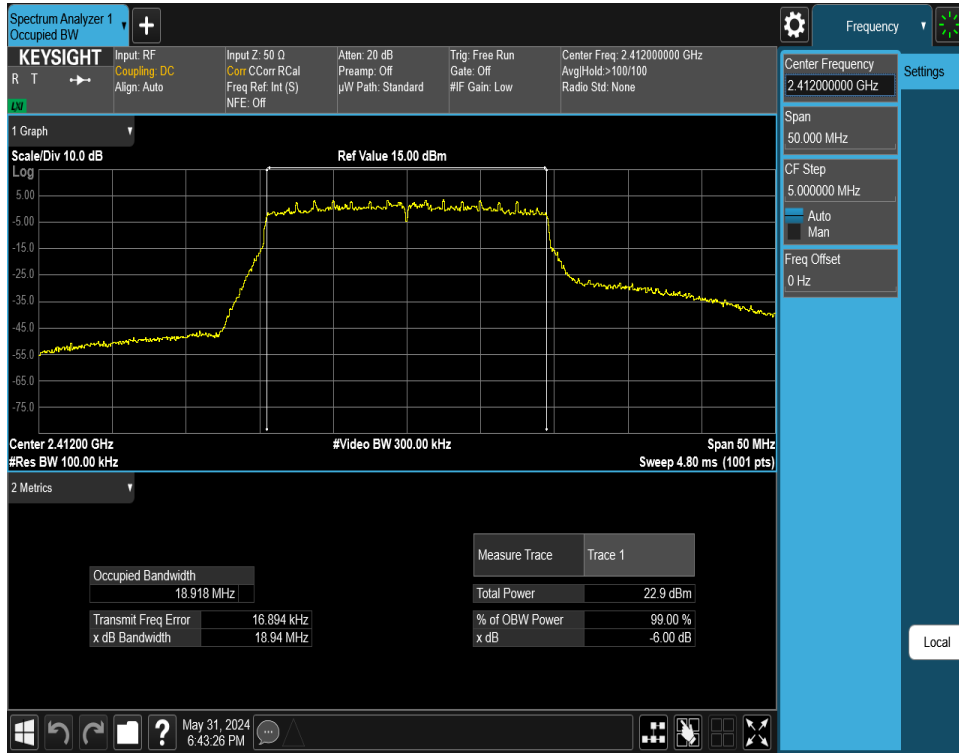 Spectrum Analyzer 1
Occupied BW
Frequency
KEYSIGHT
R T
LXI
Input: RF
Coupling: DC
Align: Auto
Input Z: 50 Ω
Corr CCorr RCal
Freq Ref: Int (S)
NFE: Off
Atten: 20 dB
Preamp: Off
µW Path: Standard
Trig: Free Run
Gate: Off
#IF Gain: Low
Center Freq: 2.412000000 GHz
Avg|Hold:>100/100
Radio Std: None
Center Frequency
2.412000000 GHz
Settings
Span
50.000 MHz
CF Step
5.000000 MHz
Auto
Man
Freq Offset
0 Hz
Local
1 Graph
Scale/Div 10.0 dB
Ref Value 15.00 dBm
Log
5.00
-5.00
-15.0
-25.0
-35.0
-45.0
-55.0
-65.0
-75.0
Center 2.41200 GHz
#Video BW 300.00 kHz
Span 50 MHz
#Res BW 100.00 kHz
Sweep 4.80 ms (1001 pts)
2 Metrics
Occupied Bandwidth
18.918 MHz
Transmit Freq Error 16.894 kHz
x dB Bandwidth 18.94 MHz
Measure Trace Trace 1
Total Power 22.9 dBm
% of OBW Power 99.00 %
x dB -6.00 dB
May 31, 2024
6:43:26 PM